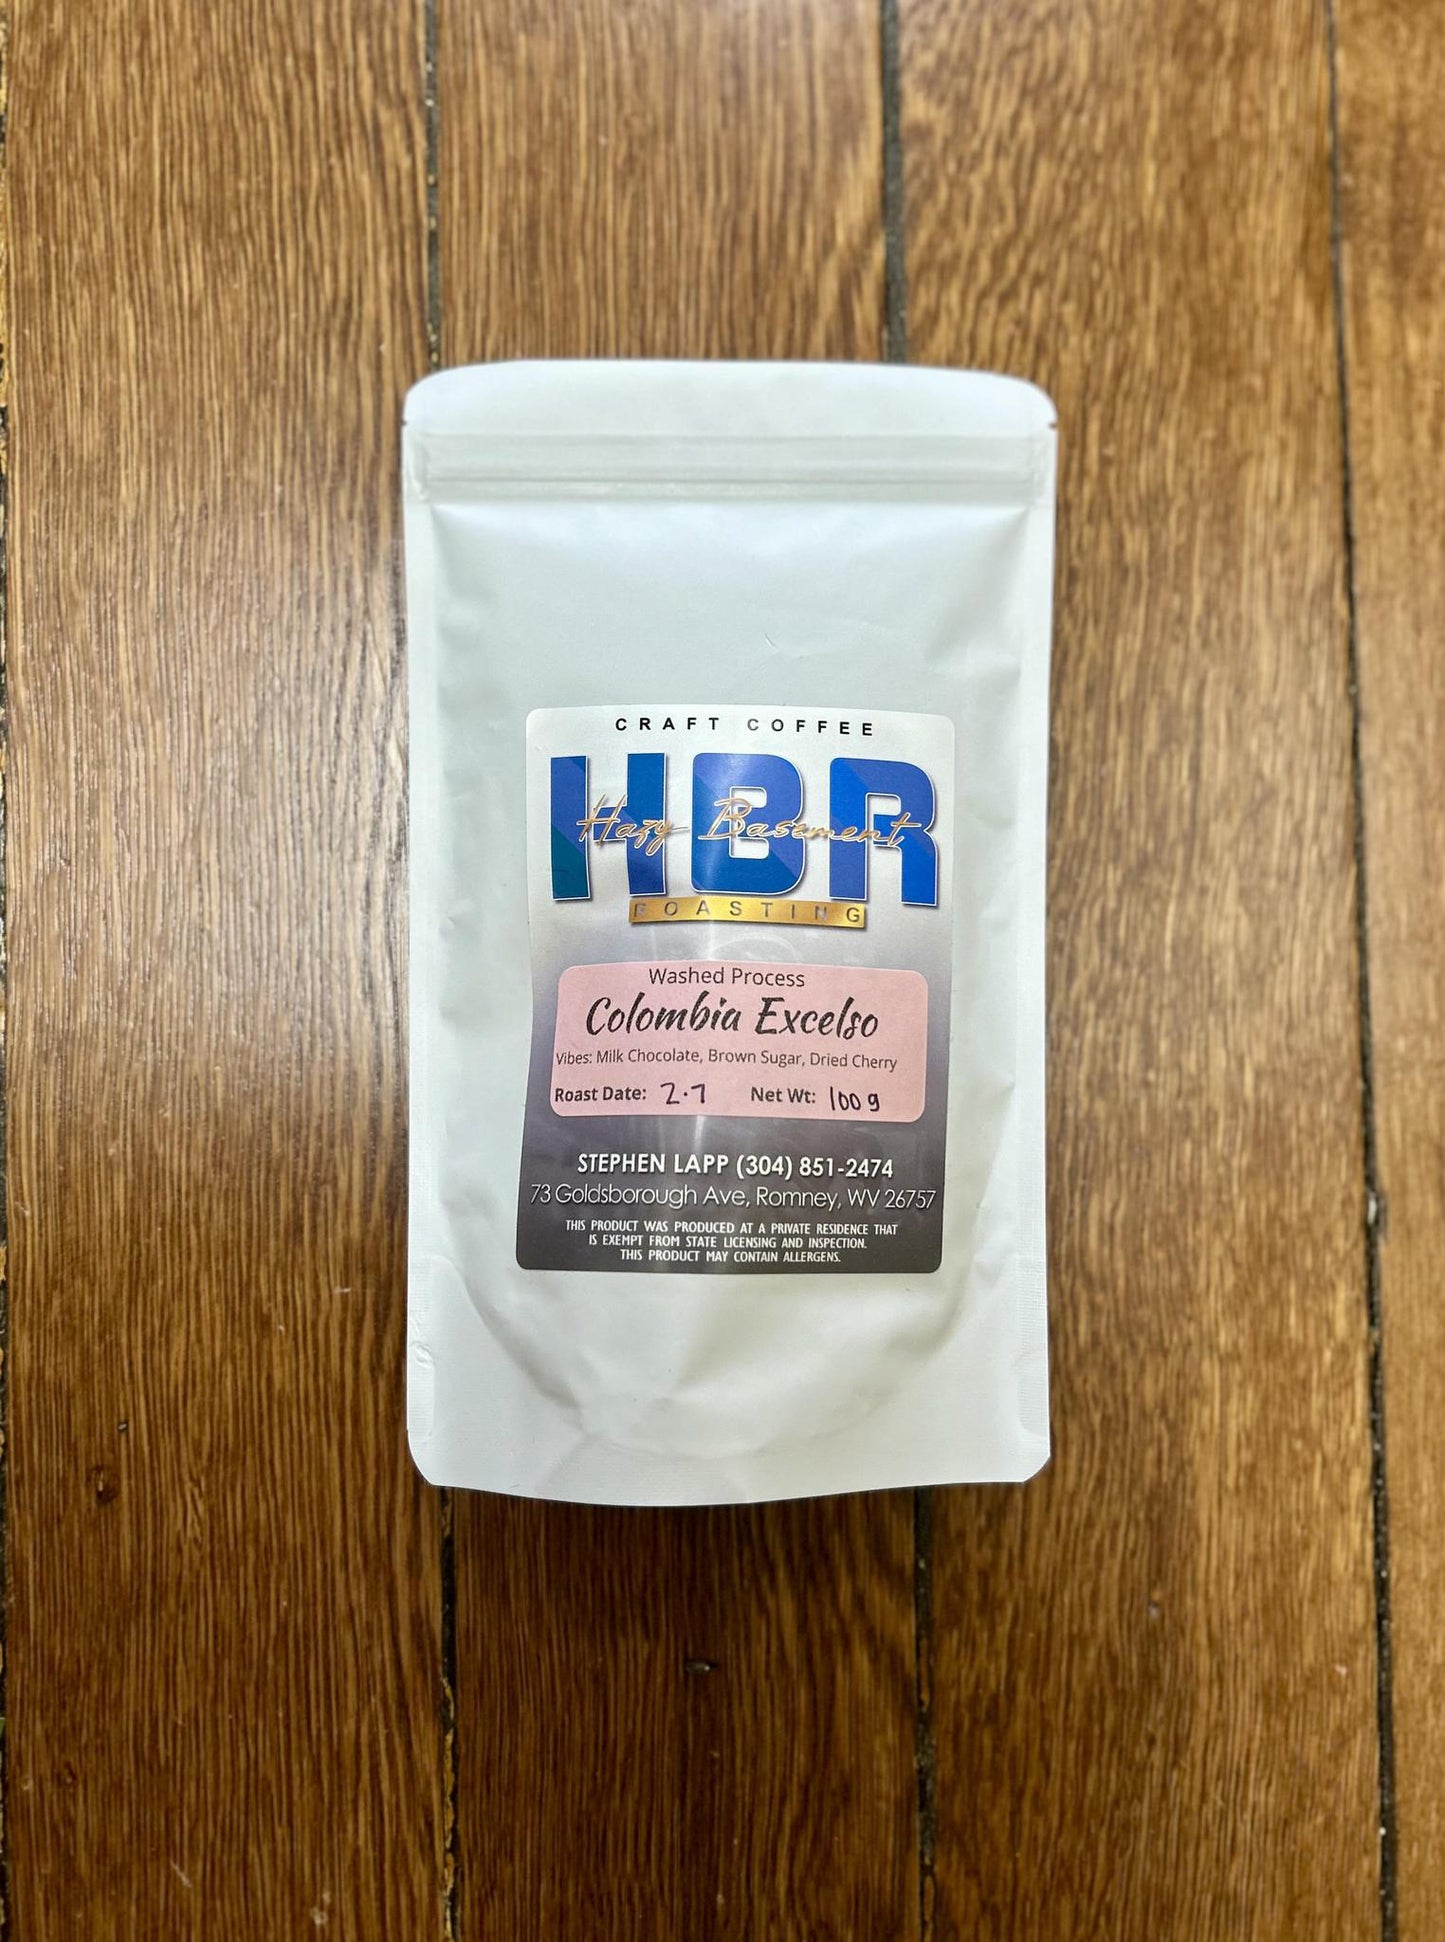 CRAFT COFFEE
HBR
Hazy Basement
ROASTING
Washed Process
Colombia Excelso
Vibes: Milk Chocolate, Brown Sugar, Dried Cherry
Roast Date: 2.7 Net Wt: 100 g
STEPHEN LAPP (304) 851-2474
73 Goldsborough Ave, Romney, WV 26757
THIS PRODUCT WAS PRODUCED AT A PRIVATE RESIDENCE THAT
IS EXEMPT FROM STATE LICENSING AND INSPECTION.
THIS PRODUCT MAY CONTAIN ALLERGENS.